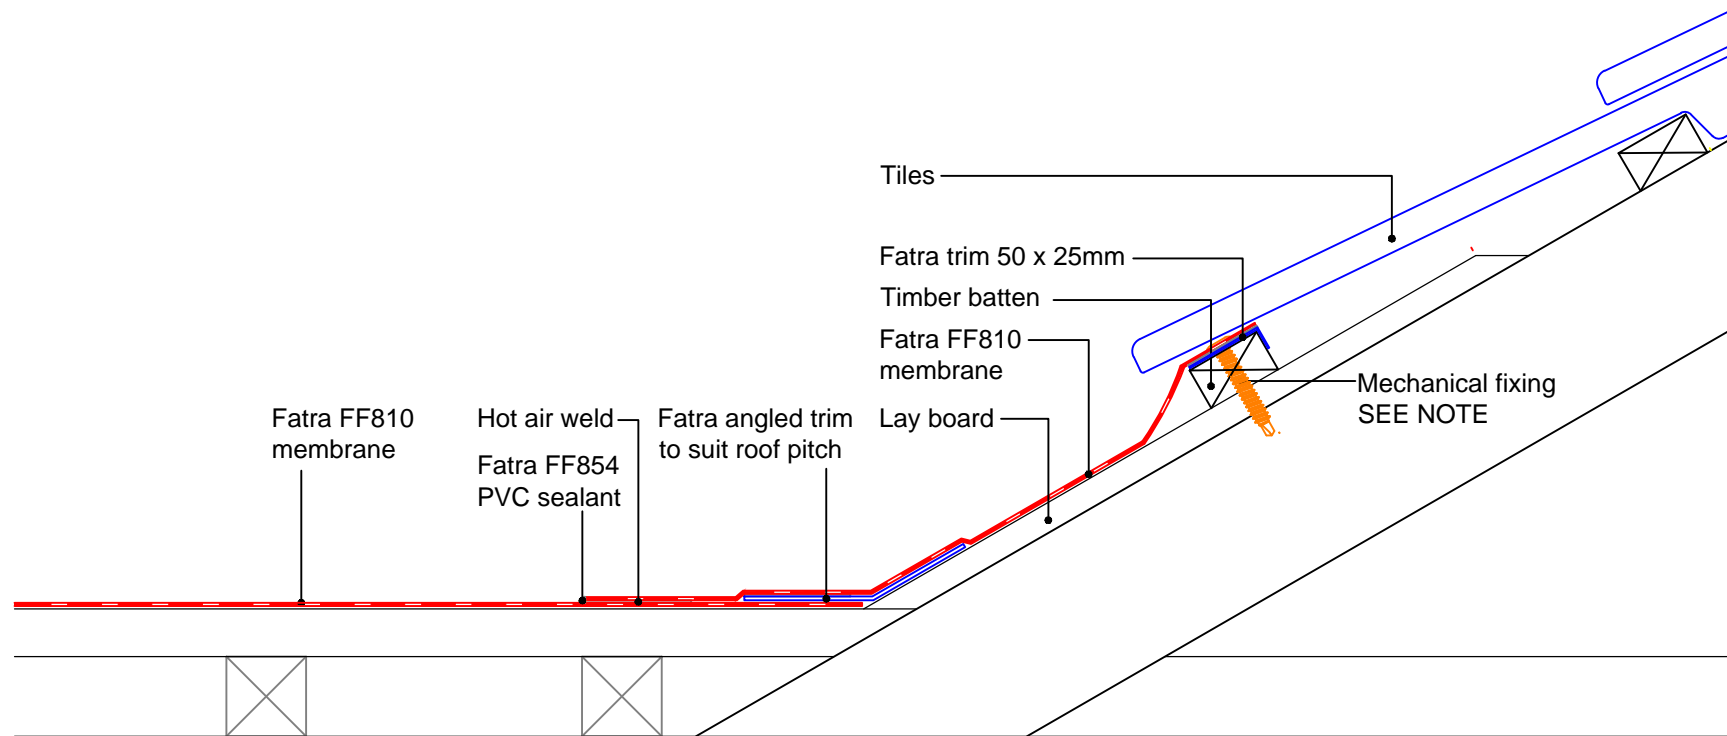 Tiles
Fatra trim 50 x 25mm
Timber batten
Fatra FF810
membrane
Mechanical fixing
SEE NOTE
Lay board
Fatra FF810
membrane
Hot air weld
Fatra FF854
PVC sealant
Fatra angled trim
to suit roof pitch